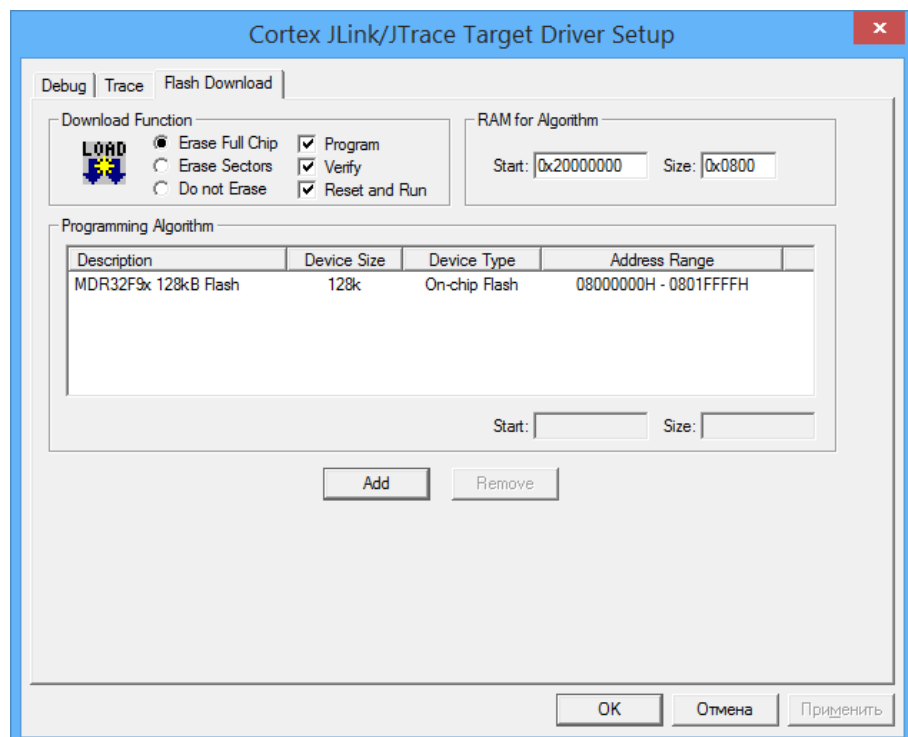 Cortex JLink/JTrace Target Driver Setup
Debug Trace Flash Download
Download Function
LOAD
Erase Full Chip Program
Erase Sectors Verify
Do not Erase Reset and Run
RAM for Algorithm
Start: 0x20000000 Size: 0x0800
Programming Algorithm
Description Device Size Device Type Address Range
MDR32F9x 128kB Flash 128k On-chip Flash 08000000H - 0801FFFFH
Start: Size:
Add Remove
OK Отмена Применить